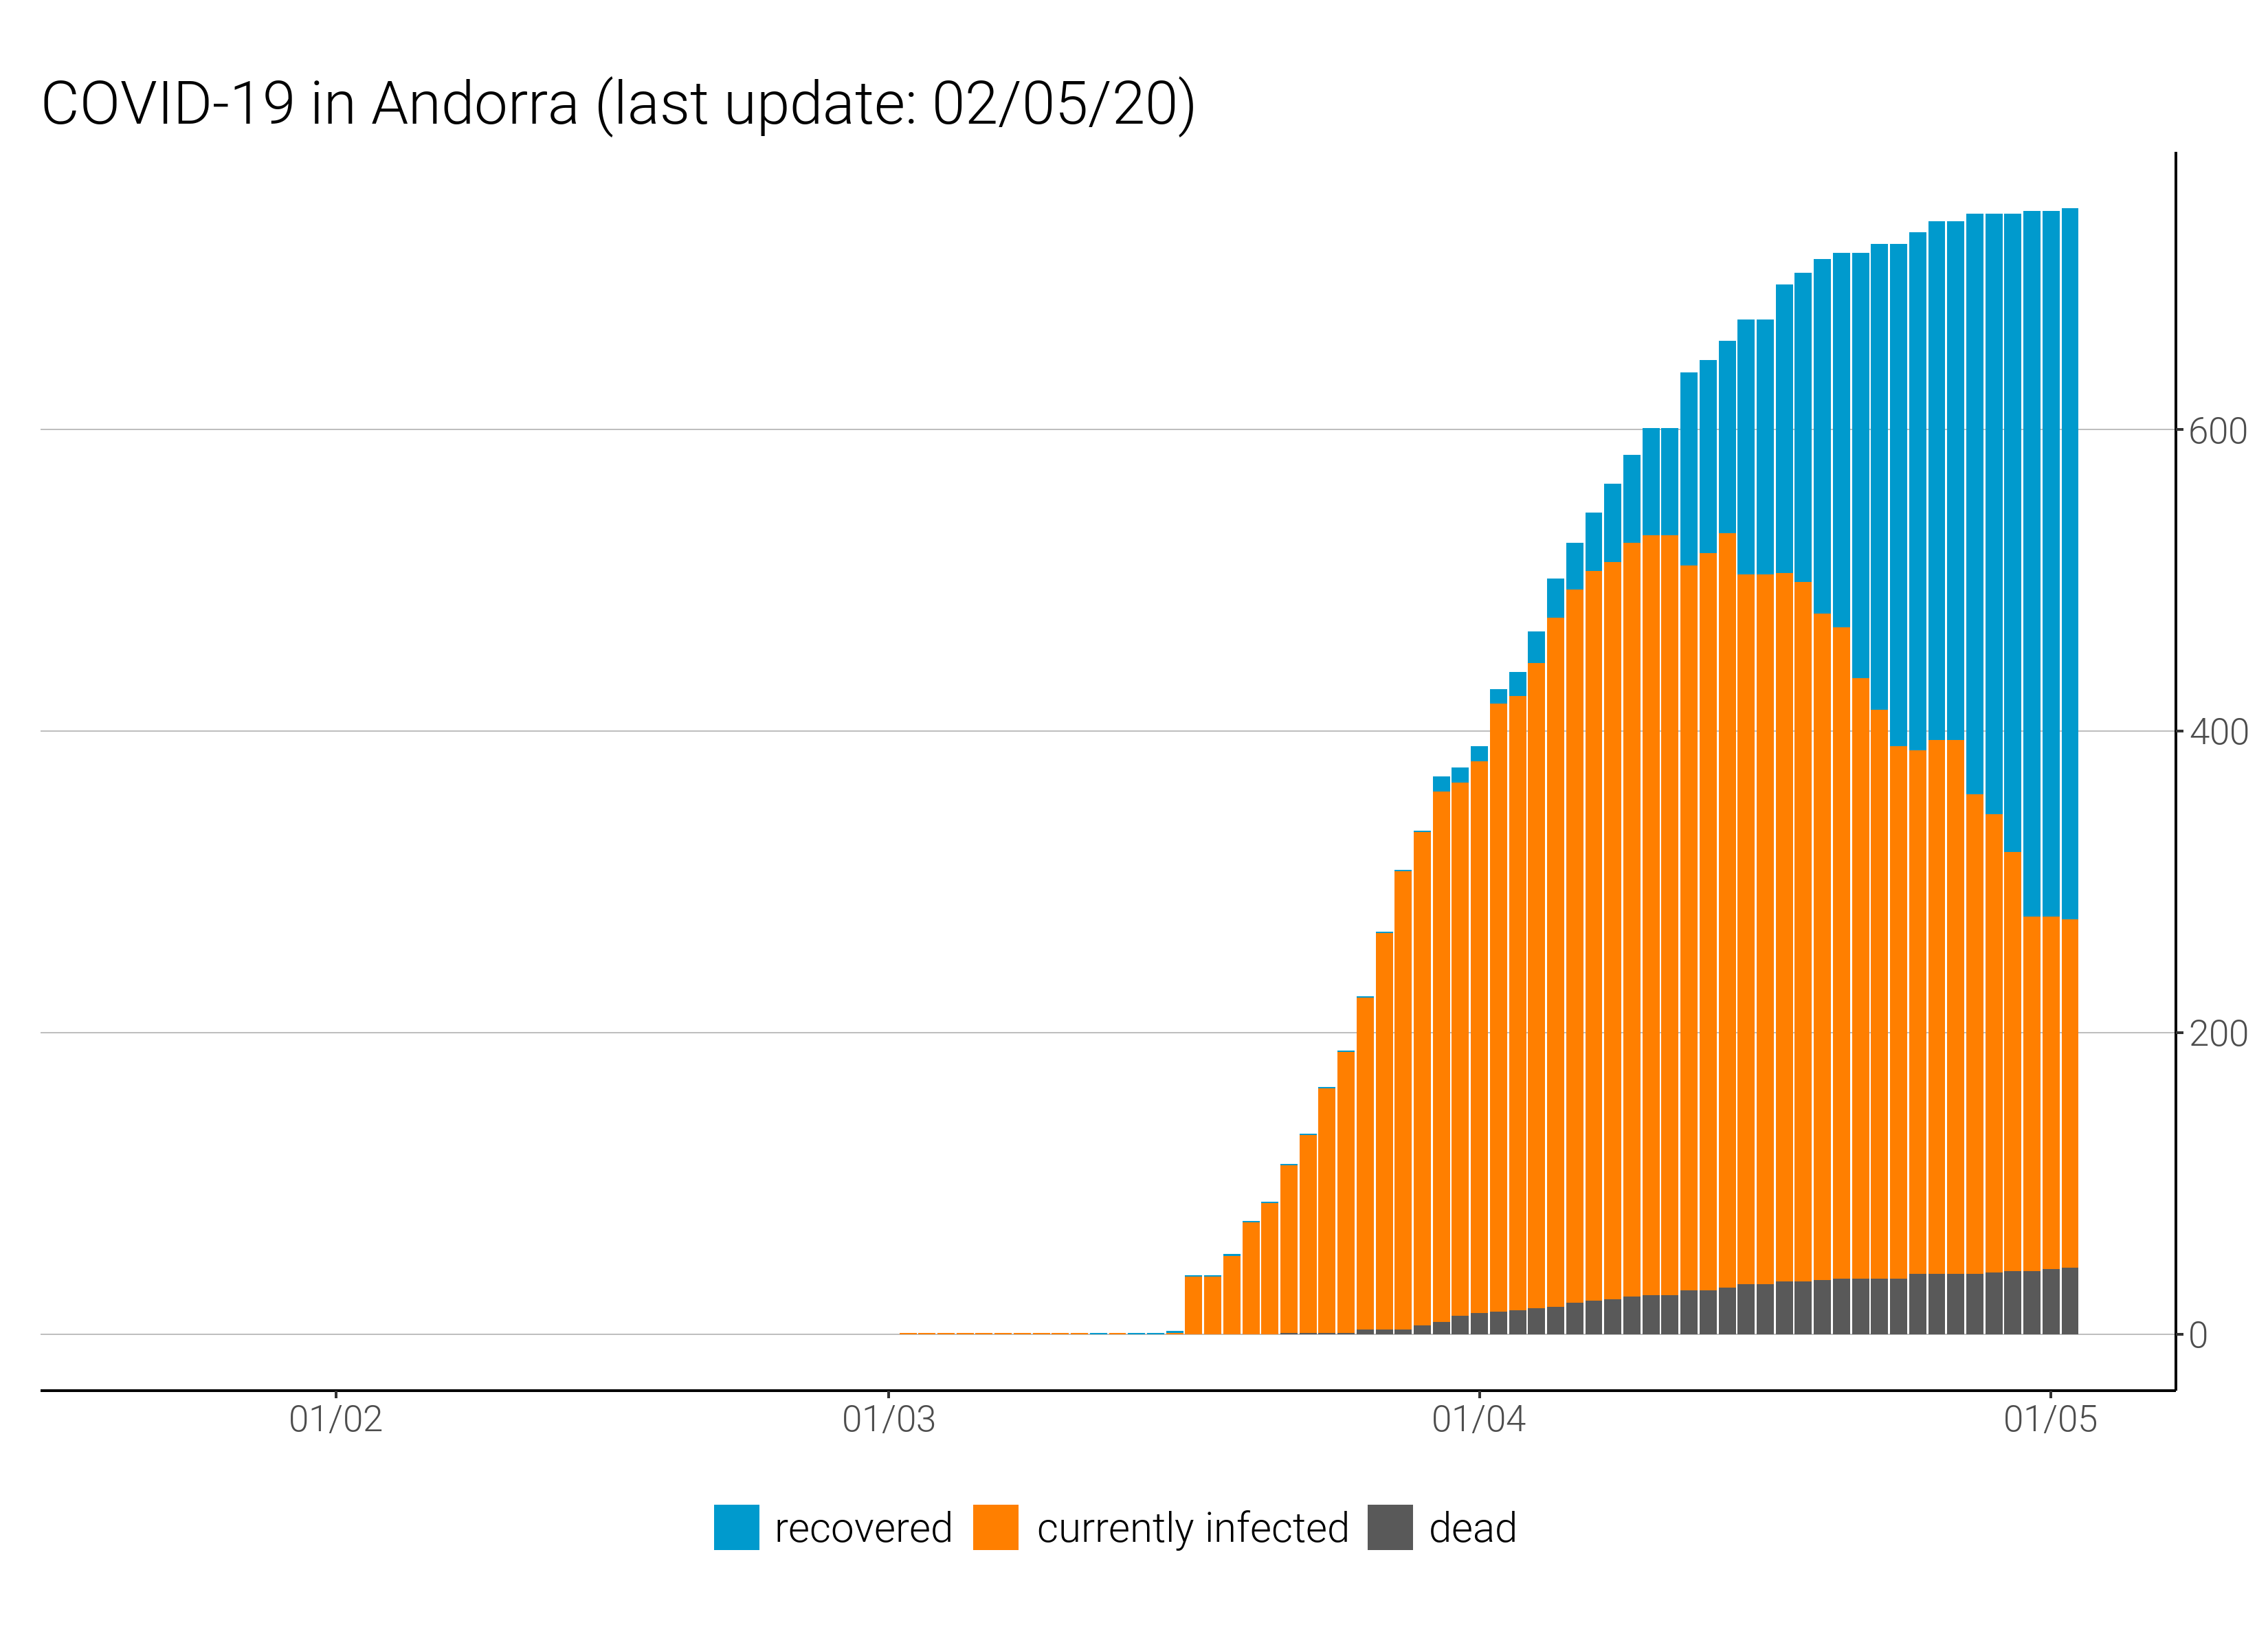 COVID-19 in Andorra (last update: 02/05/20)
600
400
200
0
01/02 01/03 01/04 01/05
recovered currently infected dead